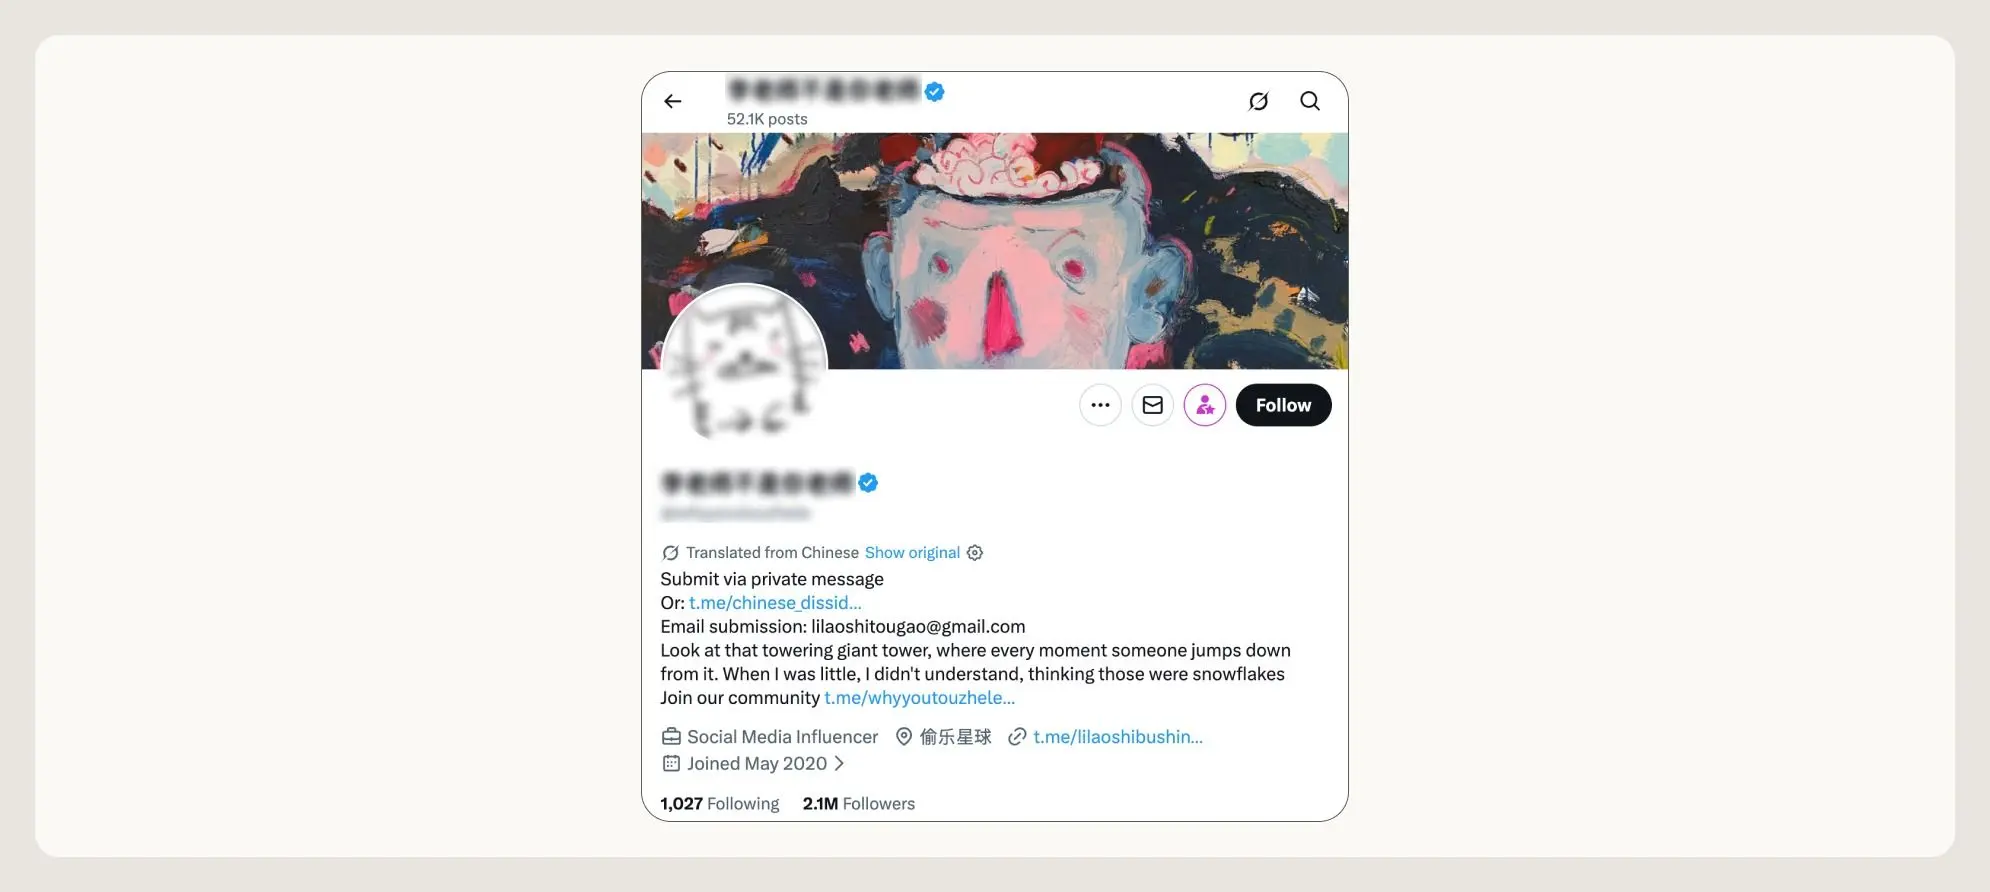 52.1K posts
Follow
Translated from Chinese Show original
Submit via private message
Or: t.me/chinese_dissid...
Email submission: lilaoshitougao@gmail.com
Look at that towering giant tower, where every moment someone jumps down
from it. When I was little, I didn't understand, thinking those were snowflakes
Join our community t.me/whyyoutouzhele...
Social Media Influencer 偷乐星球 t.me/lilaoshibushin...
Joined May 2020
1,027 Following 2.1M Followers